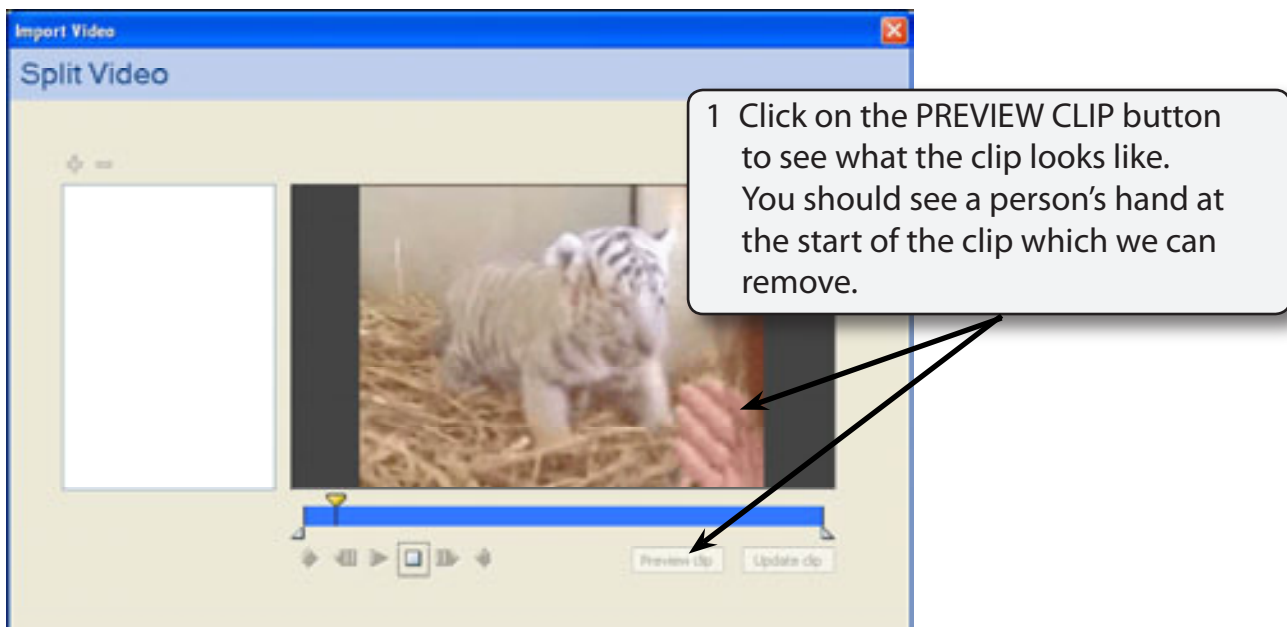 Import Video
Split Video
1 Click on the PREVIEW CLIP button
to see what the clip looks like.
You should see a person’s hand at
the start of the clip which we can
remove.
Preview clip
Update clip